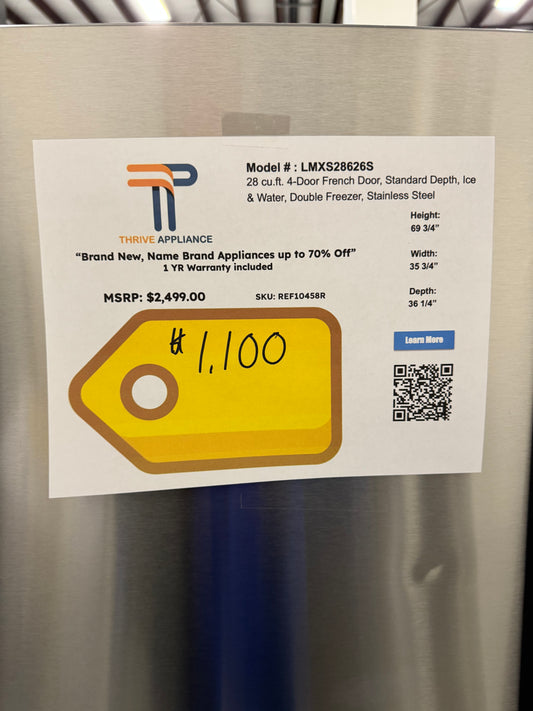 Model # : LMXS28626S
28 cu.ft. 4-Door French Door, Standard Depth, Ice
& Water, Double Freezer, Stainless Steel
THRIVE APPLIANCE
"Brand New, Name Brand Appliances up to 70% Off"
1 YR Warranty included
Height:
69 3/4"
Width:
35 3/4"
Depth:
36 1/4"
MSRP: $2,499.00
SKU: REF10458R
$1,100
Learn More